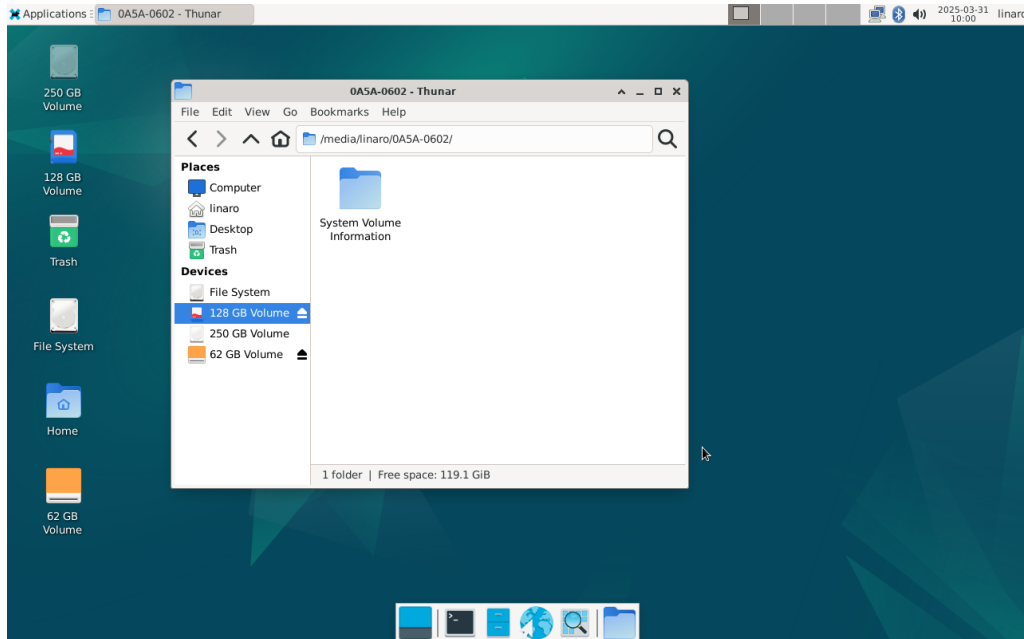 Applications
0A5A-0602 - Thunar
2025-03-31
10:00
linaro
250 GB
Volume
128 GB
Volume
Trash
File System
Home
62 GB
Volume
0A5A-0602 - Thunar
File Edit View Go Bookmarks Help
/media/linaro/0A5A-0602/
Places
Computer
linaro
Desktop
Trash
Devices
File System
128 GB Volume
250 GB Volume
62 GB Volume
System Volume
Information
1 folder | Free space: 119.1 GiB